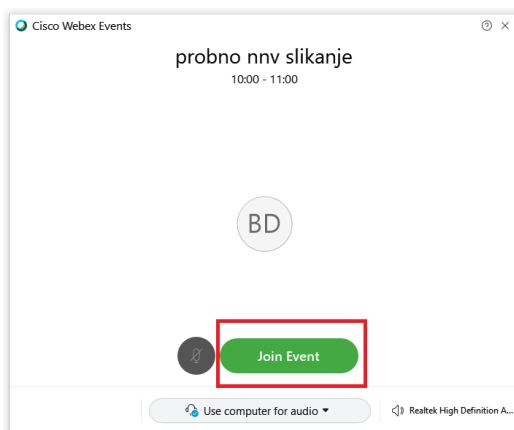 Cisco Webex Events
probno nnv slikanje
10:00 - 11:00
BD
Join Event
Use computer for audio
Realtek High Definition A...